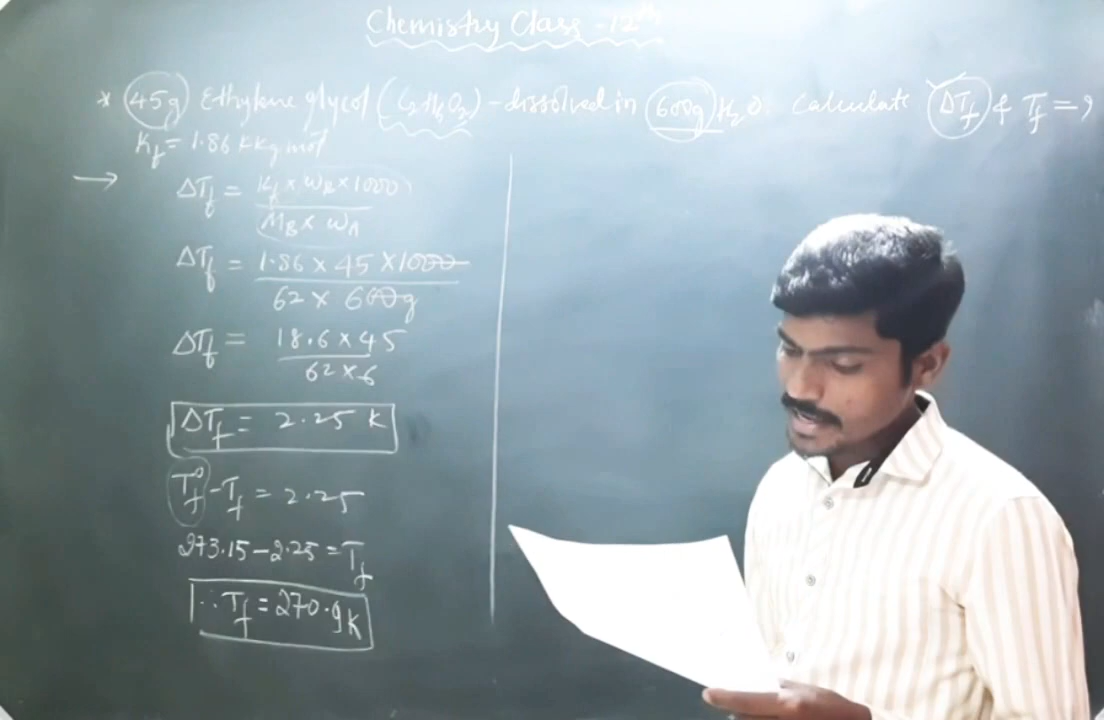 Chemistry Class - 12th
* 45g Ethylene glycol (C2H6O2) - dissolved in 600g H2O. Calculate ΔTf & Tf = ?
Kf = 1.86 K kg mol
→ ΔTf = Kf × WB × 1000 / MB × WA
ΔTf = 1.86 × 45 × 1000 / 62 × 600g
ΔTf = 18.6 × 45 / 62 × 6
ΔTf = 2.25 K
Tf° - Tf = 2.25
273.15 - 2.25 = Tf
∴ Tf = 270.9K